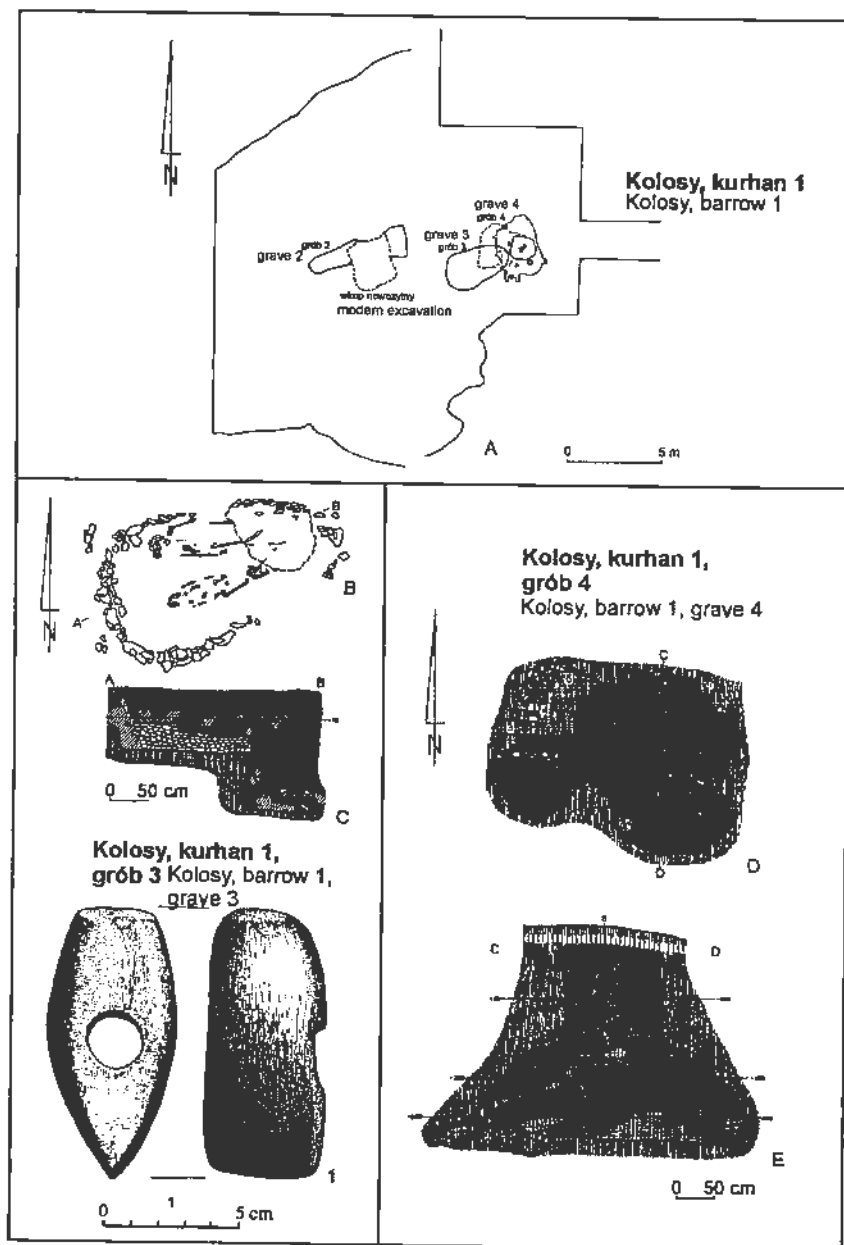 N
Kolosy, kurhan 1
Kolosy, barrow 1
grave 4
grób 4
grave 3
grób 3
grób 2
grave 2
wkop nowożytny
modern excavation
A
0 5 m
B
B
A
N
A B
0 50 cm
C
Kolosy, kurhan 1,
grób 3 Kolosy, barrow 1,
grave 3
1
1
0 5 cm
Kolosy, kurhan 1,
grób 4
Kolosy, barrow 1, grave 4
N
C
D
D
C D
E
0 50 cm